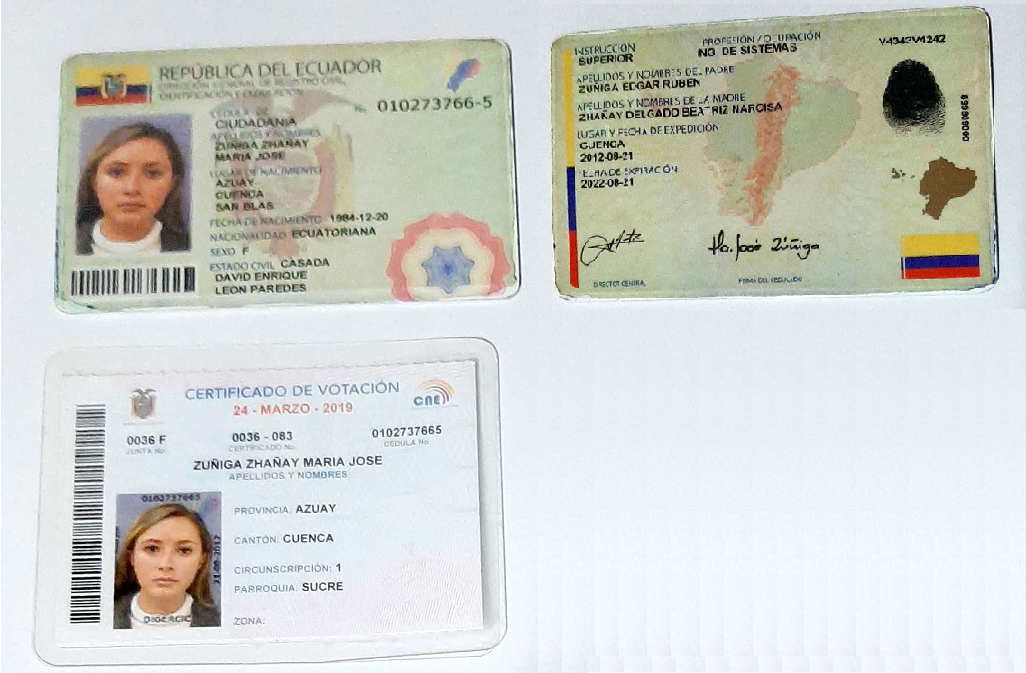 REPÚBLICA DEL ECUADOR
DIRECCIÓN GENERAL DE REGISTRO CIVIL,
IDENTIFICACIÓN Y CEDULACIÓN
CÉDULA DE
No. 010273766-5
CIUDADANIA
APELLIDOS Y NOMBRES
ZUÑIGA ZHAÑAY
MARIA JOSE
LUGAR DE NACIMIENTO
AZUAY
CUENCA
SAN BLAS
FECHA DE NACIMIENTO 1984-12-20
NACIONALIDAD ECUATORIANA
SEXO F
ESTADO CIVIL CASADA
DAVID ENRIQUE
LEON PAREDES
INSTRUCCIÓN
SUPERIOR
PROFESIÓN / OCUPACIÓN
ING. DE SISTEMAS
V4343V4242
APELLIDOS Y NOMBRES DEL PADRE
ZUÑIGA EDGAR RUBEN
APELLIDOS Y NOMBRES DE LA MADRE
ZHAÑAY DELGADO BEATRIZ NARCISA
LUGAR Y FECHA DE EXPEDICIÓN
CUENCA
2012-08-21
FECHA DE EXPIRACIÓN
2022-08-21
Ma. José Zúñiga
DIRECTOR GENERAL
FIRMA DEL CEDULADO
CERTIFICADO DE VOTACIÓN
24 - MARZO - 2019
CNE
0036 F
JUNTA No.
0036 - 083
CERTIFICADO No.
0102737665
CÉDULA No.
ZUÑIGA ZHAÑAY MARIA JOSE
APELLIDOS Y NOMBRES
0102737665
PROVINCIA: AZUAY
CANTÓN: CUENCA
CIRCUNSCRIPCIÓN: 1
PARROQUIA: SUCRE
ZONA:
DIGERCIC